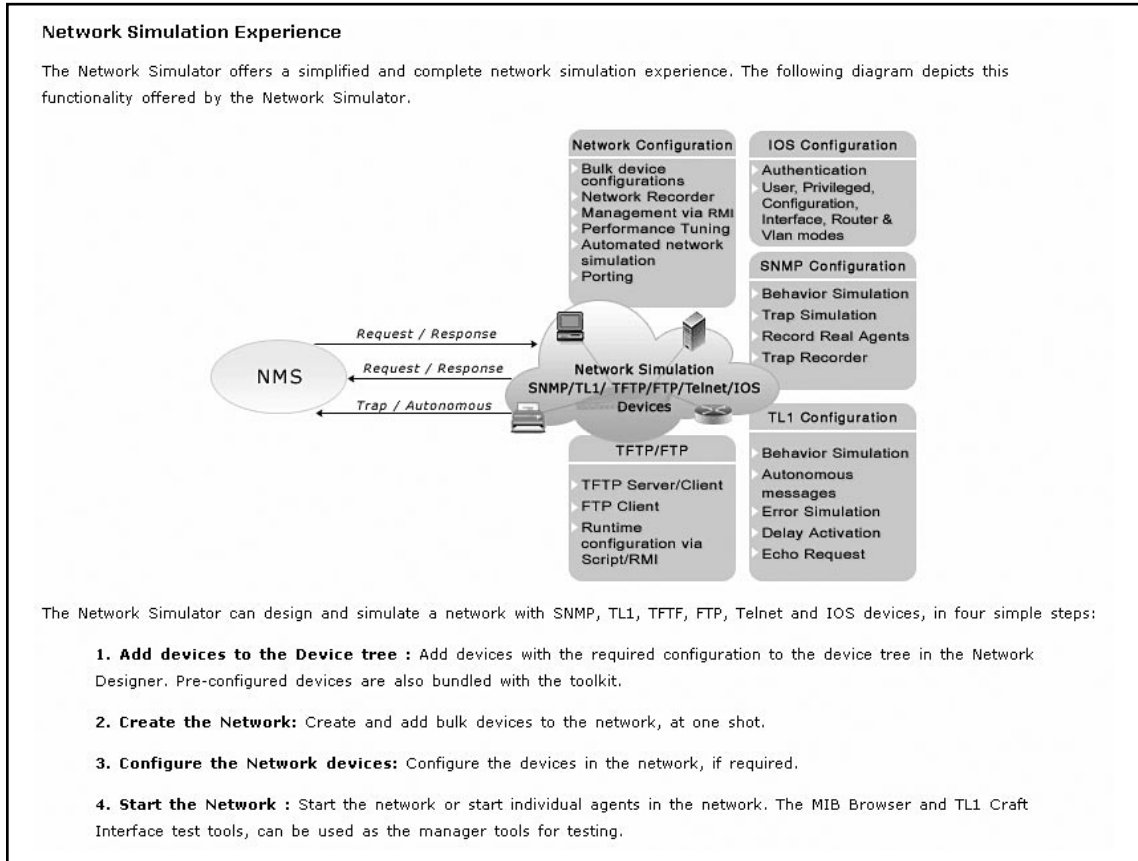 Network Simulation Experience
The Network Simulator offers a simplified and complete network simulation experience. The following diagram depicts this
functionality offered by the Network Simulator.
Network Configuration
Bulk device
configurations
Network Recorder
Management via RMI
Performance Tuning
Automated network
simulation
Porting
IOS Configuration
Authentication
User, Privileged,
Configuration,
Interface, Router &
Vlan modes
SNMP Configuration
Behavior Simulation
Trap Simulation
Record Real Agents
Trap Recorder
NMS
Request / Response
Request / Response
Trap / Autonomous
Network Simulation
SNMP/TL1/ TFTP/FTP/Telnet/IOS
Devices
TFTP/FTP
TFTP Server/Client
FTP Client
Runtime
configuration via
Script/RMI
TL1 Configuration
Behavior Simulation
Autonomous
messages
Error Simulation
Delay Activation
Echo Request
The Network Simulator can design and simulate a network with SNMP, TL1, TFTF, FTP, Telnet and IOS devices, in four simple steps:
1. Add devices to the Device tree : Add devices with the required configuration to the device tree in the Network
Designer. Pre-configured devices are also bundled with the toolkit.
2. Create the Network: Create and add bulk devices to the network, at one shot.
3. Configure the Network devices: Configure the devices in the network, if required.
4. Start the Network : Start the network or start individual agents in the network. The MIB Browser and TL1 Craft
Interface test tools, can be used as the manager tools for testing.